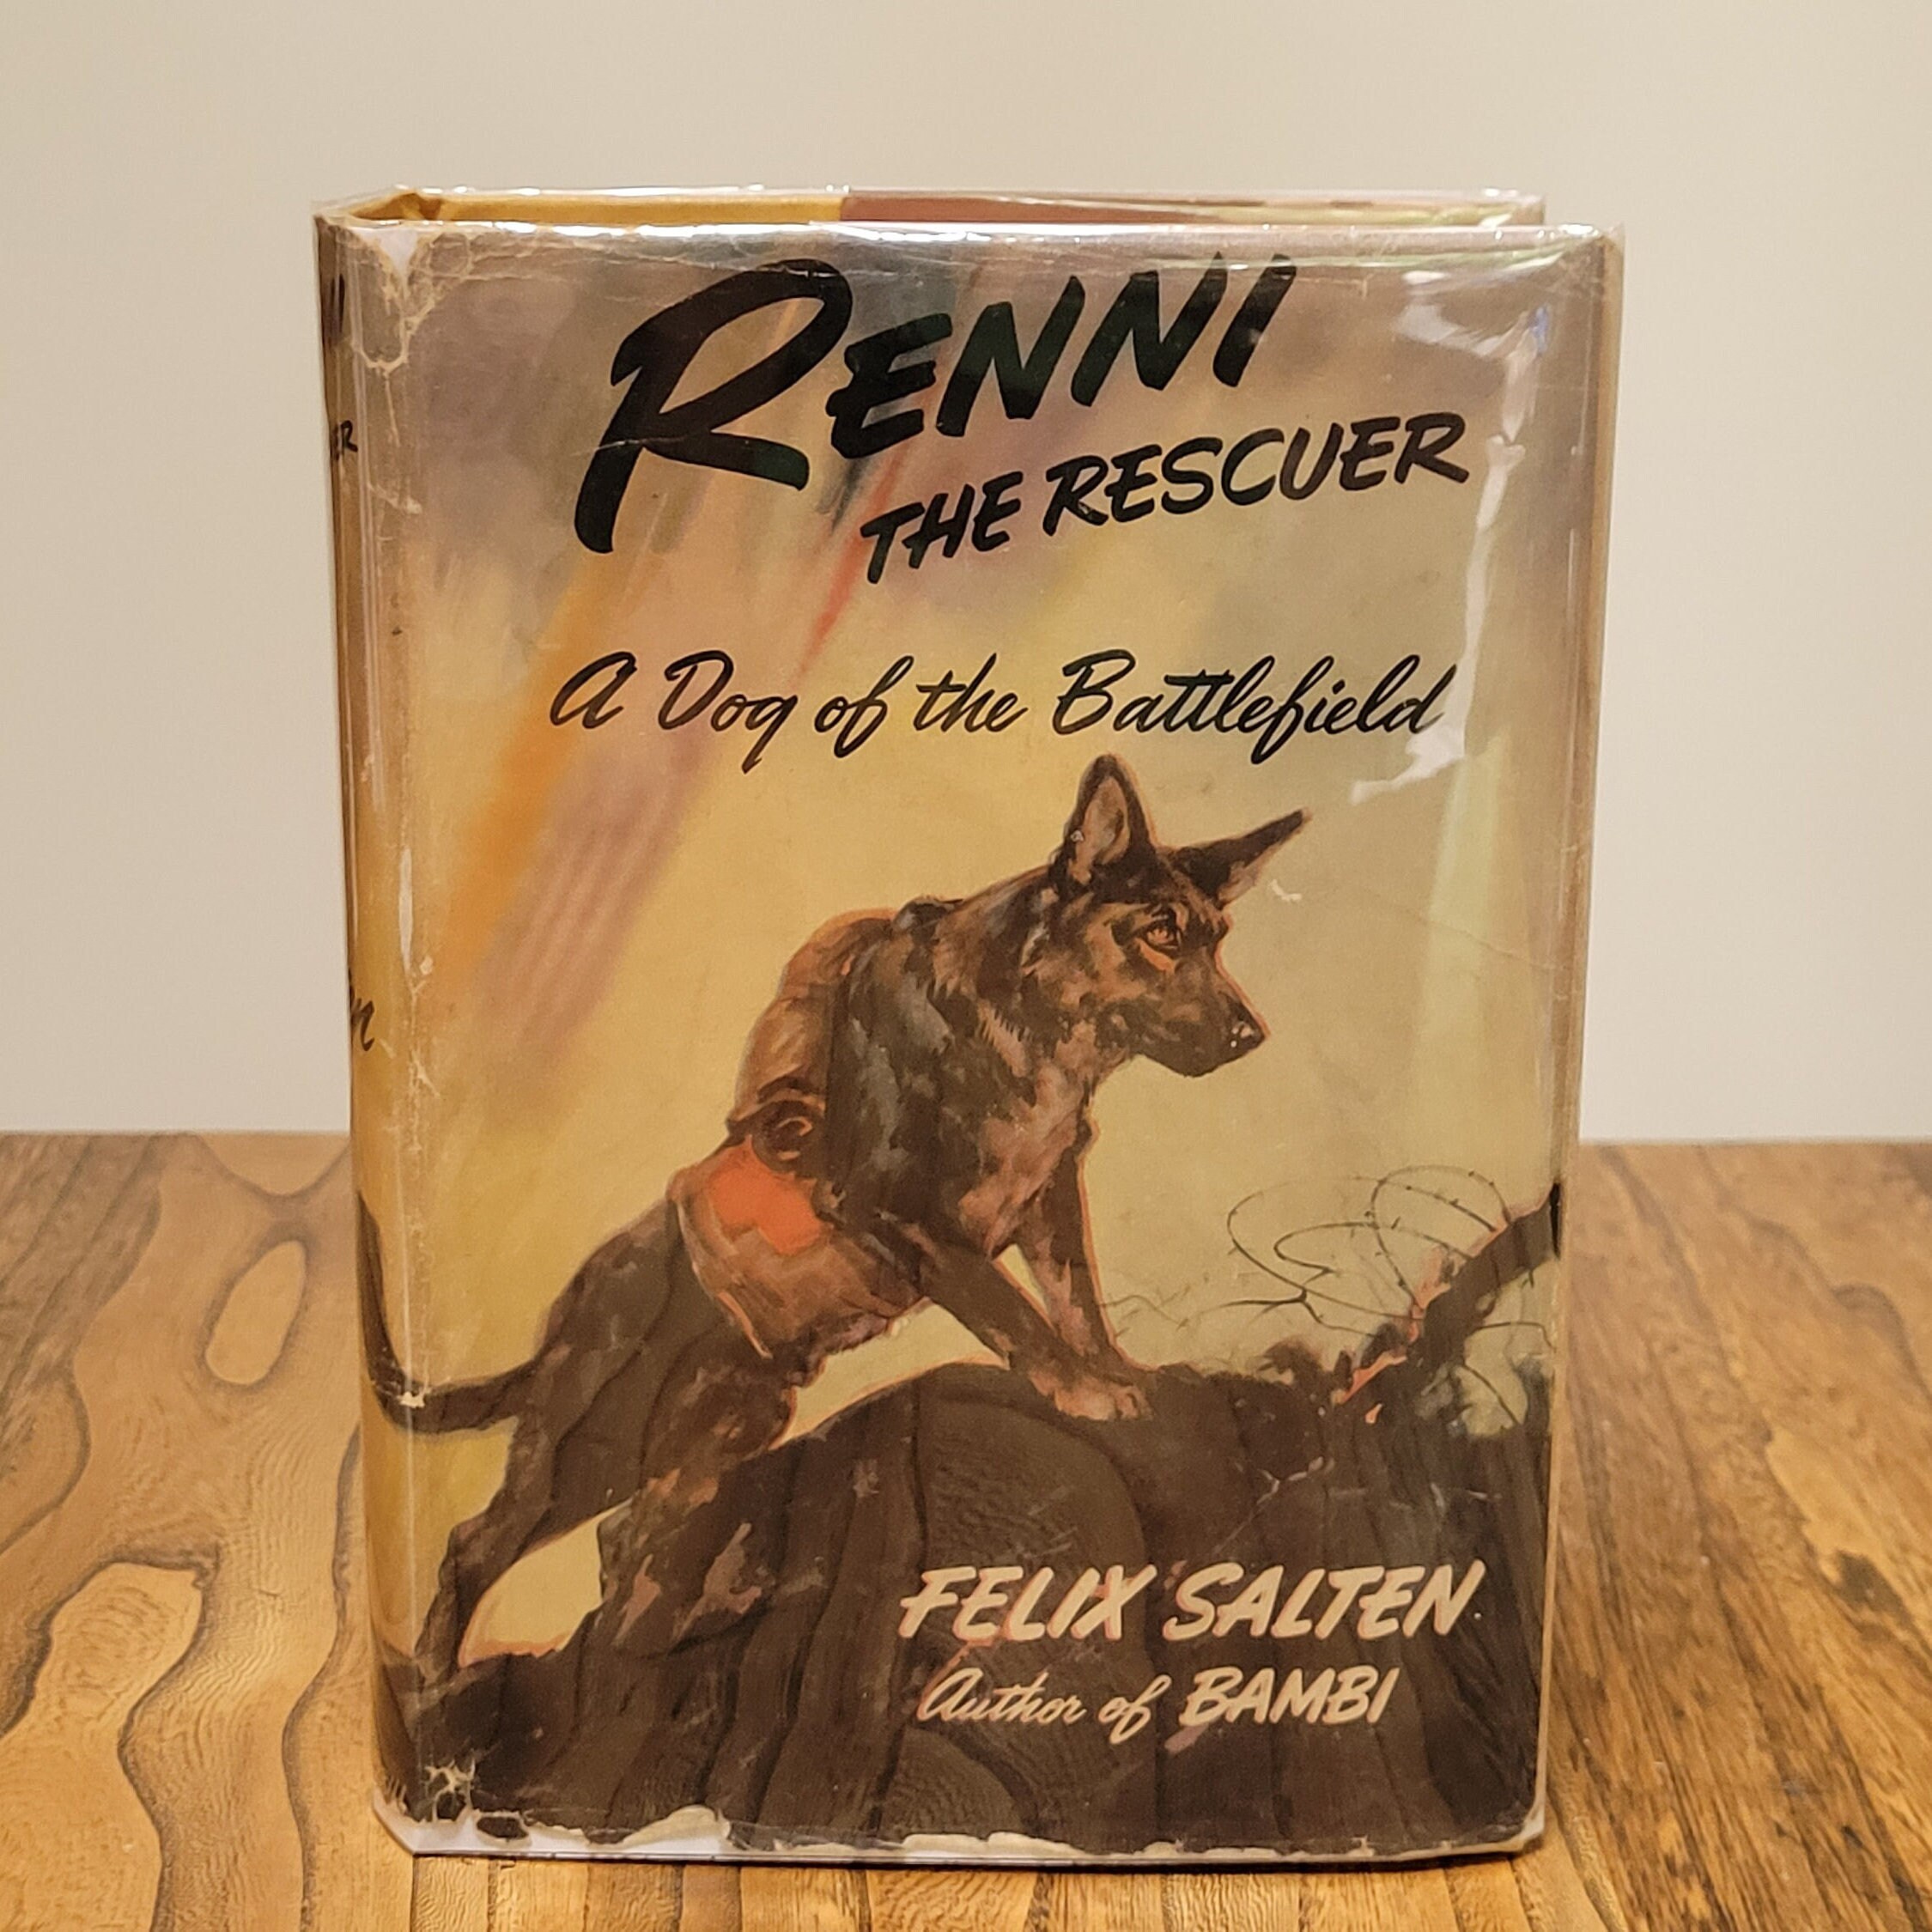 RENNI
THE RESCUER
A Dog of the Battlefield
FELIX SALTEN
Author of BAMBI